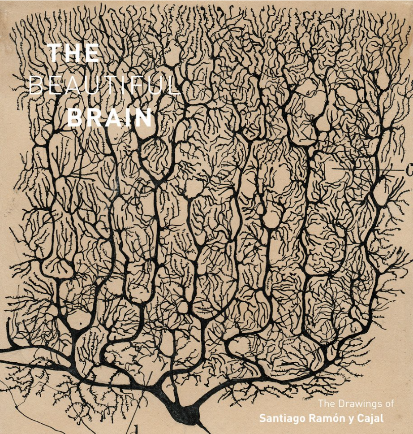 THE
BEAUTIFUL
BRAIN
C
The Drawings of
Santiago Ramón y Cajal